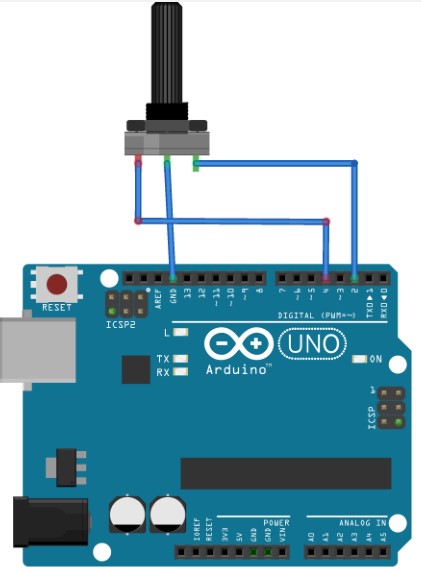 AREF
GND
13
12
~11
~10
~9
8
7
~6
~5
4
~3
2
TXD▶1
RXD◀0
RESET
ICSP2
DIGITAL (PWM=~)
L
TX
RX
UNO
Arduino™
ON
1
ICSP
POWER
ANALOG IN
IOREF
RESET
3V3
5V
GND
GND
VIN
A0
A1
A2
A3
A4
A5